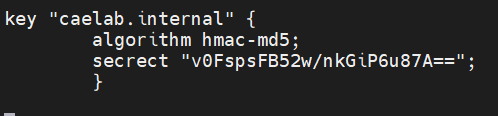 key "caelab.internal" {
        algorithm hmac-md5;
        secrect "v0FspsFB52w/nkGiP6u87A==";
        }